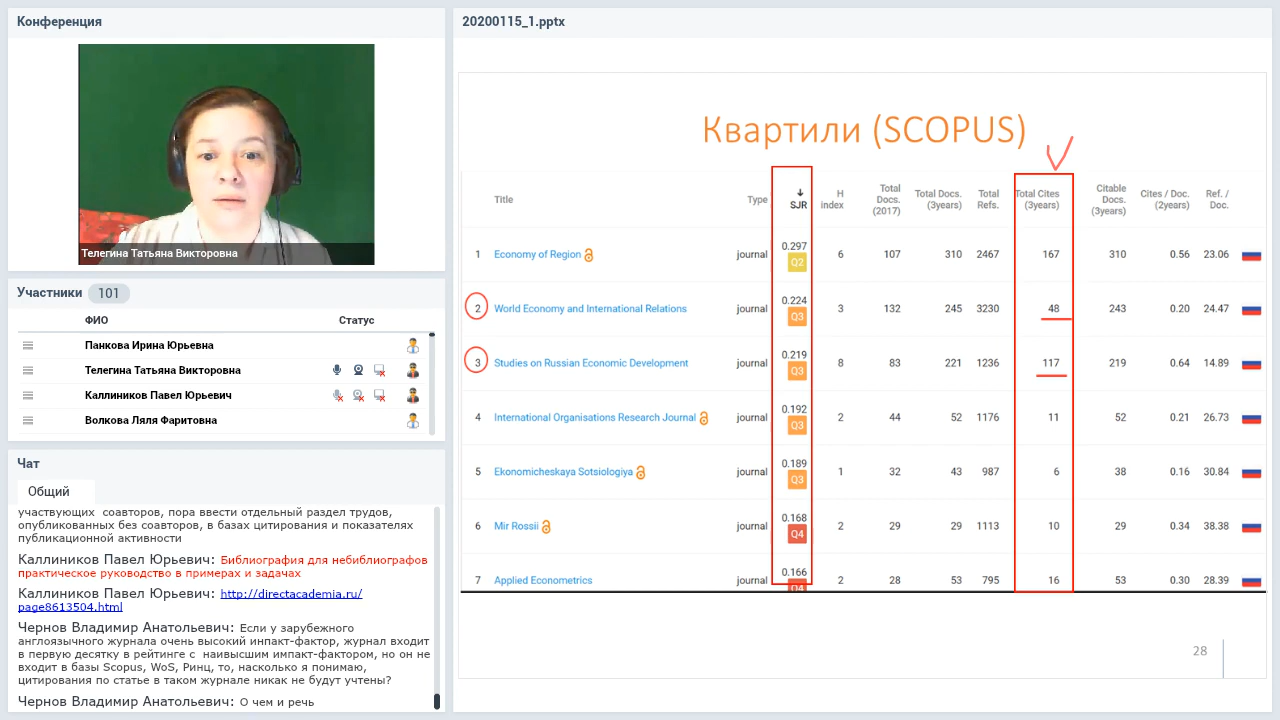 Конференция
Телегина Татьяна Викторовна
Участники 101
ФИО Статус
Панкова Ирина Юрьевна
Телегина Татьяна Викторовна
Каллиников Павел Юрьевич
Волкова Ляля Фаритовна
Чат
Общий
участвующих соавторов, пора ввести отдельный раздел трудов,
опубликованных без соавторов, в базах цитирования и показателях
публикационной активности
Каллиников Павел Юрьевич: Библиография для небиблиографов
практическое руководство в примерах и задачах
Каллиников Павел Юрьевич: http://directacademia.ru/
page8613504.html
Чернов Владимир Анатольевич: Если у зарубежного
англоязычного журнала очень высокий инпакт-фактор, журнал входит
в первую десятку в рейтинге с наивысшим импакт-фактором, но он не
входит в базы Scopus, WoS, Ринц, то, насколько я понимаю,
цитирования по статье в таком журнале никак не будут учтены?
Чернов Владимир Анатольевич: О чем и речь
20200115_1.pptx
Квартили (SCOPUS)
Title Type SJR H index Total Docs. (2017) Total Docs. (3years) Total Refs. Total Cites (3years) Citable Docs. (3years) Cites / Doc. (2years) Ref. / Doc.
1 Economy of Region journal 0.297 Q2 6 107 310 2467 167 310 0.56 23.06
2 World Economy and International Relations journal 0.224 Q3 3 132 245 3230 48 243 0.20 24.47
3 Studies on Russian Economic Development journal 0.219 Q3 8 83 221 1236 117 219 0.64 14.89
4 International Organisations Research Journal journal 0.192 Q3 2 44 52 1176 11 52 0.21 26.73
5 Ekonomicheskaya Sotsiologiya journal 0.189 Q3 1 32 43 987 6 38 0.16 30.84
6 Mir Rossii journal 0.168 Q4 2 29 29 1113 10 29 0.34 38.38
7 Applied Econometrics journal 0.166 Q4 2 28 53 795 16 53 0.30 28.39
28